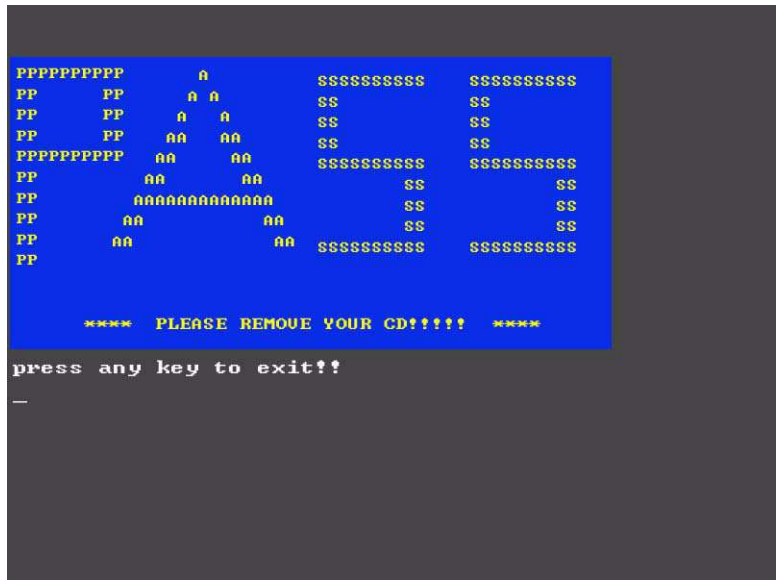 PPPPPPPPPP A SSSSSSSSSS SSSSSSSSSS
PP PP A A SS SS
PP PP A A SS SS
PP PP AA AA SS SS
PPPPPPPPPP AA AA SSSSSSSSSS SSSSSSSSSS
PP AA AA SS SS
PP AAAAAAAAAAAAA SS SS
PP AA AA SS SS
PP AA AA SSSSSSSSSS SSSSSSSSSS
PP
**** PLEASE REMOVE YOUR CD!!!!! ****
press any key to exit!!
_